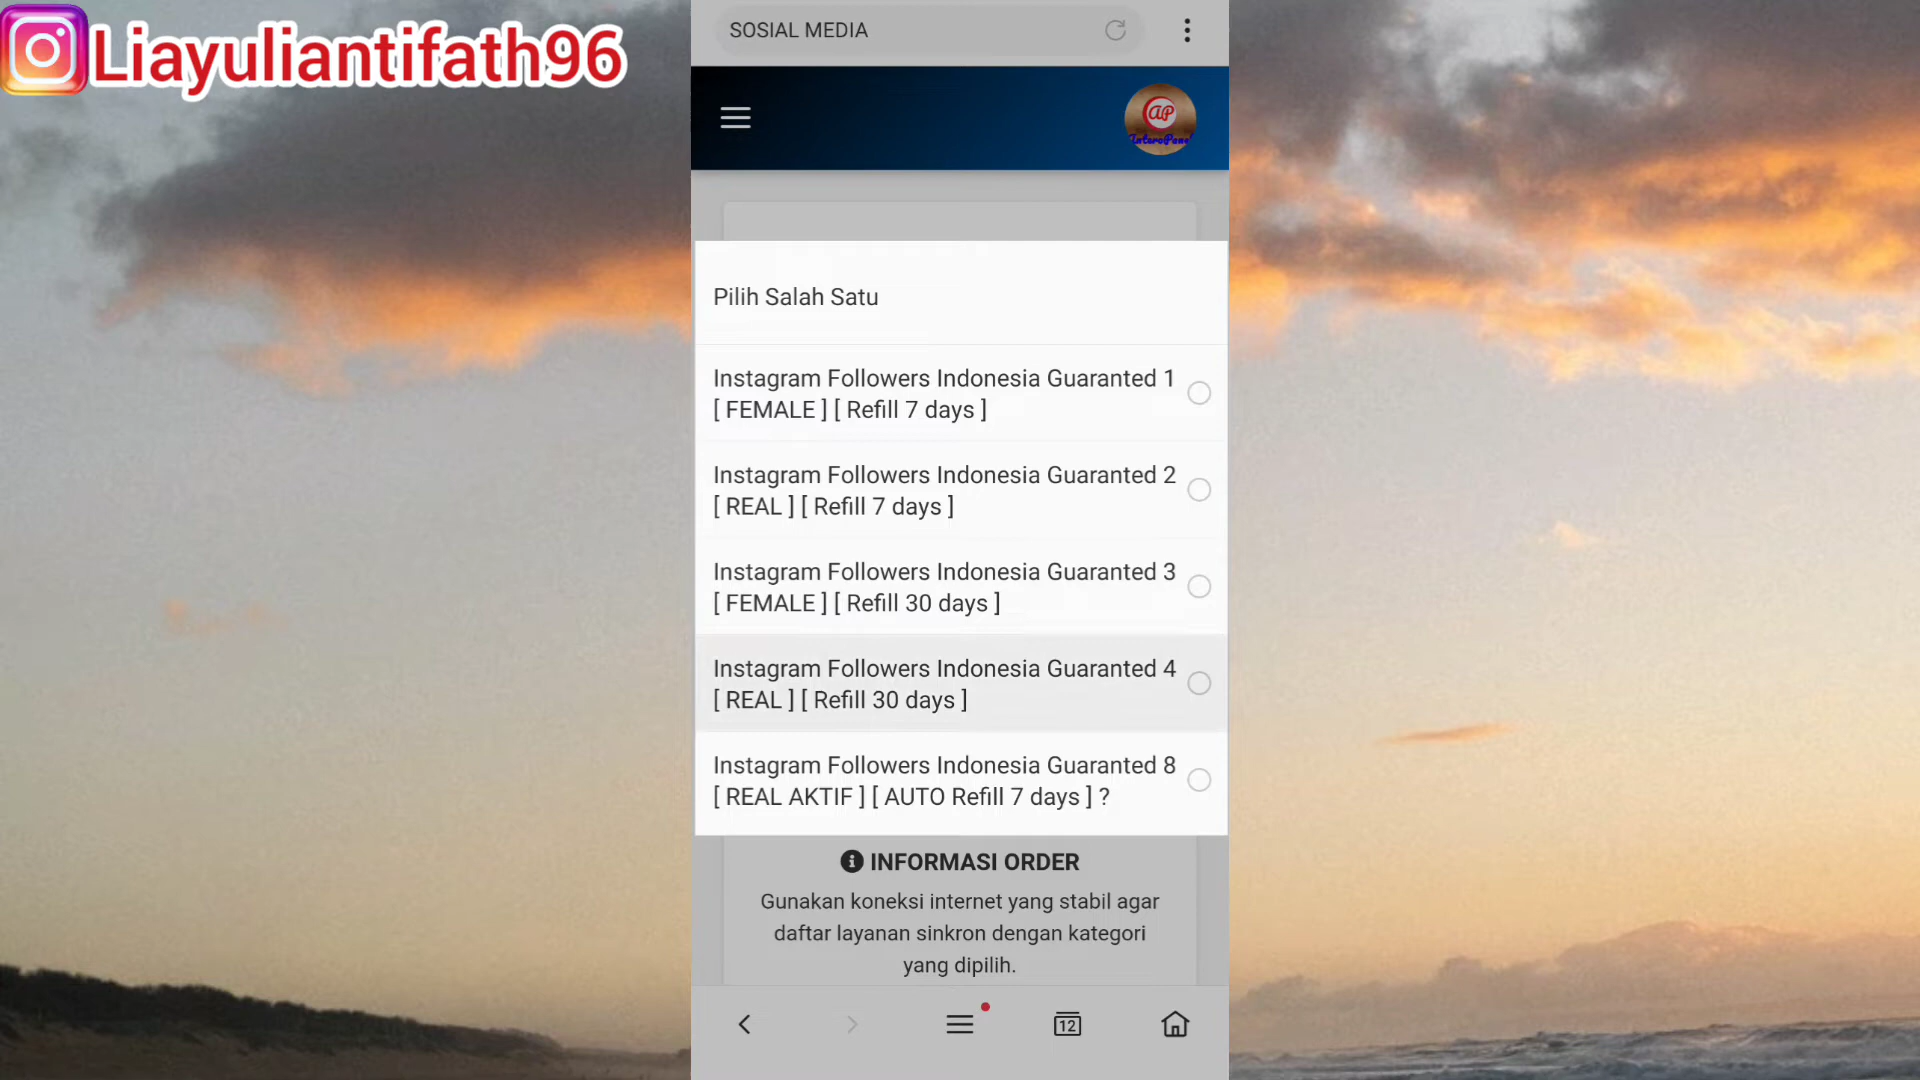 Liayuliantifath96
SOSIAL MEDIA
AP
Pilih Salah Satu
Instagram Followers Indonesia Guaranted 1
[ FEMALE ] [ Refill 7 days ]
Instagram Followers Indonesia Guaranted 2
[ REAL ] [ Refill 7 days ]
Instagram Followers Indonesia Guaranted 3
[ FEMALE ] [ Refill 30 days ]
Instagram Followers Indonesia Guaranted 4
[ REAL ] [ Refill 30 days ]
Instagram Followers Indonesia Guaranted 8
[ REAL AKTIF ] [ AUTO Refill 7 days ] ?
INFORMASI ORDER
Gunakan koneksi internet yang stabil agar
daftar layanan sinkron dengan kategori
yang dipilih.
12